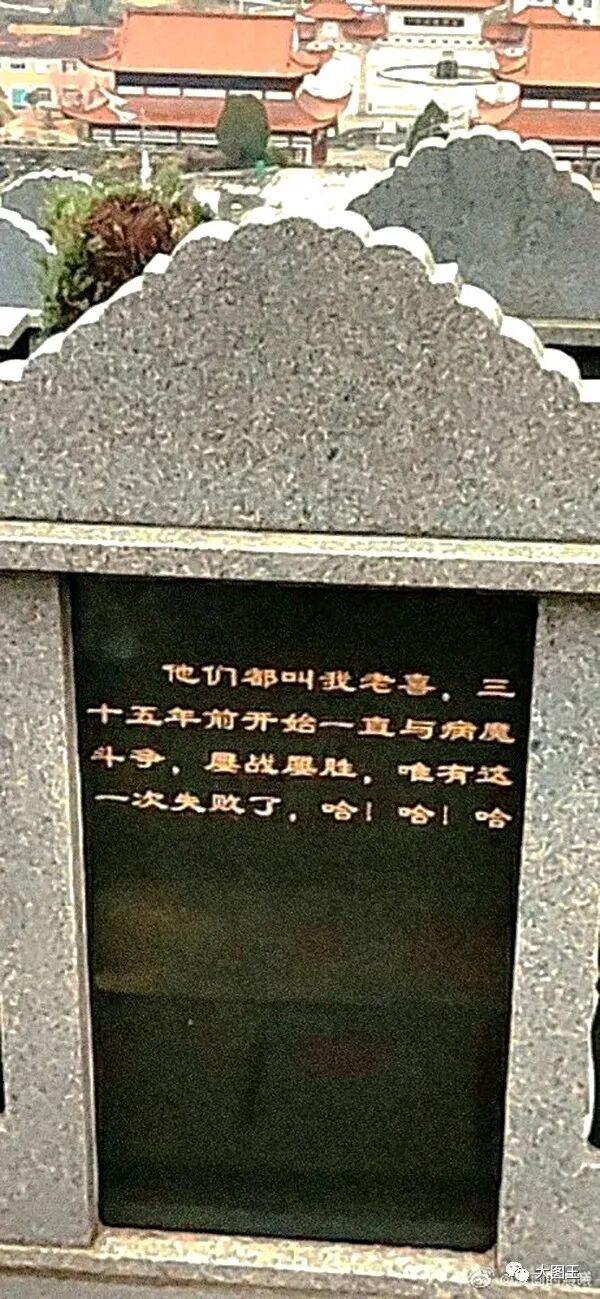 他们都叫我老喜，三
十五年前开始一直与病魔
斗争，屡战屡胜，唯有这
一次失败了，哈！哈！哈
大图王